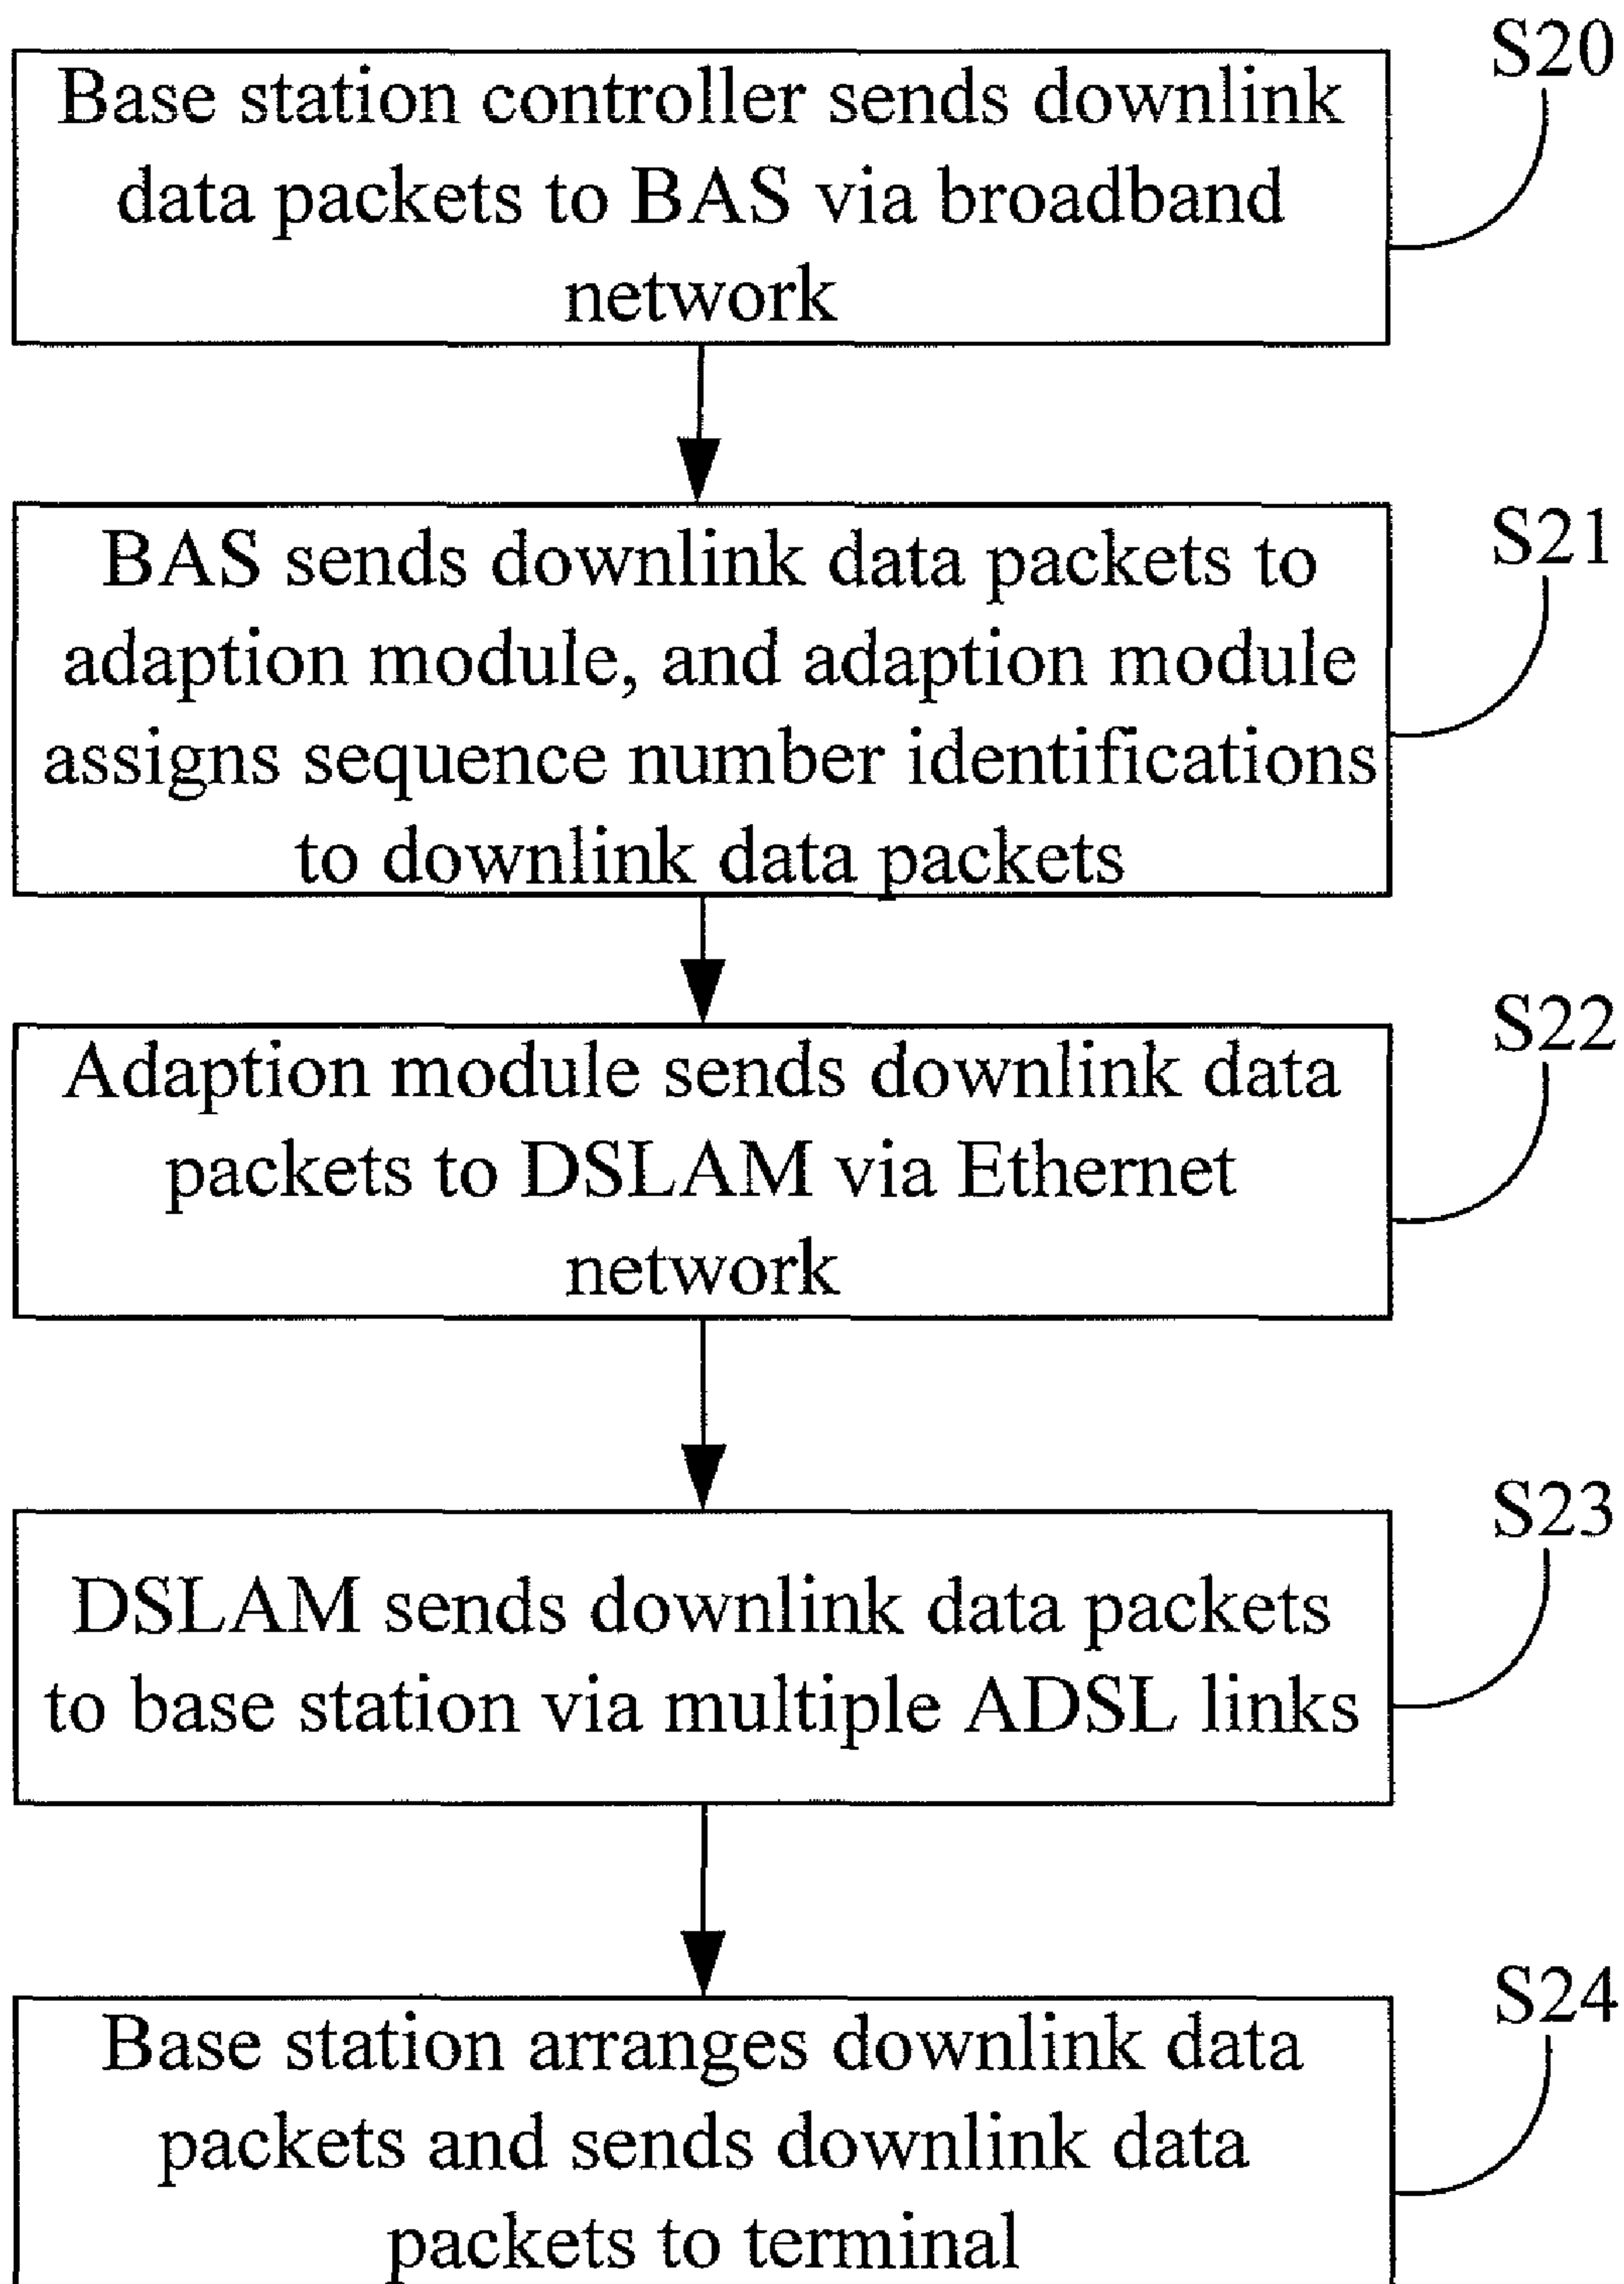 S20
Base station controller sends downlink
data packets to BAS via broadband
network
S21
BAS sends downlink data packets to
adaption module, and adaption module
assigns sequence number identifications
to downlink data packets
S22
Adaption module sends downlink data
packets to DSLAM via Ethernet
network
S23
DSLAM sends downlink data packets
to base station via multiple ADSL links
S24
Base station arranges downlink data
packets and sends downlink data
packets to terminal